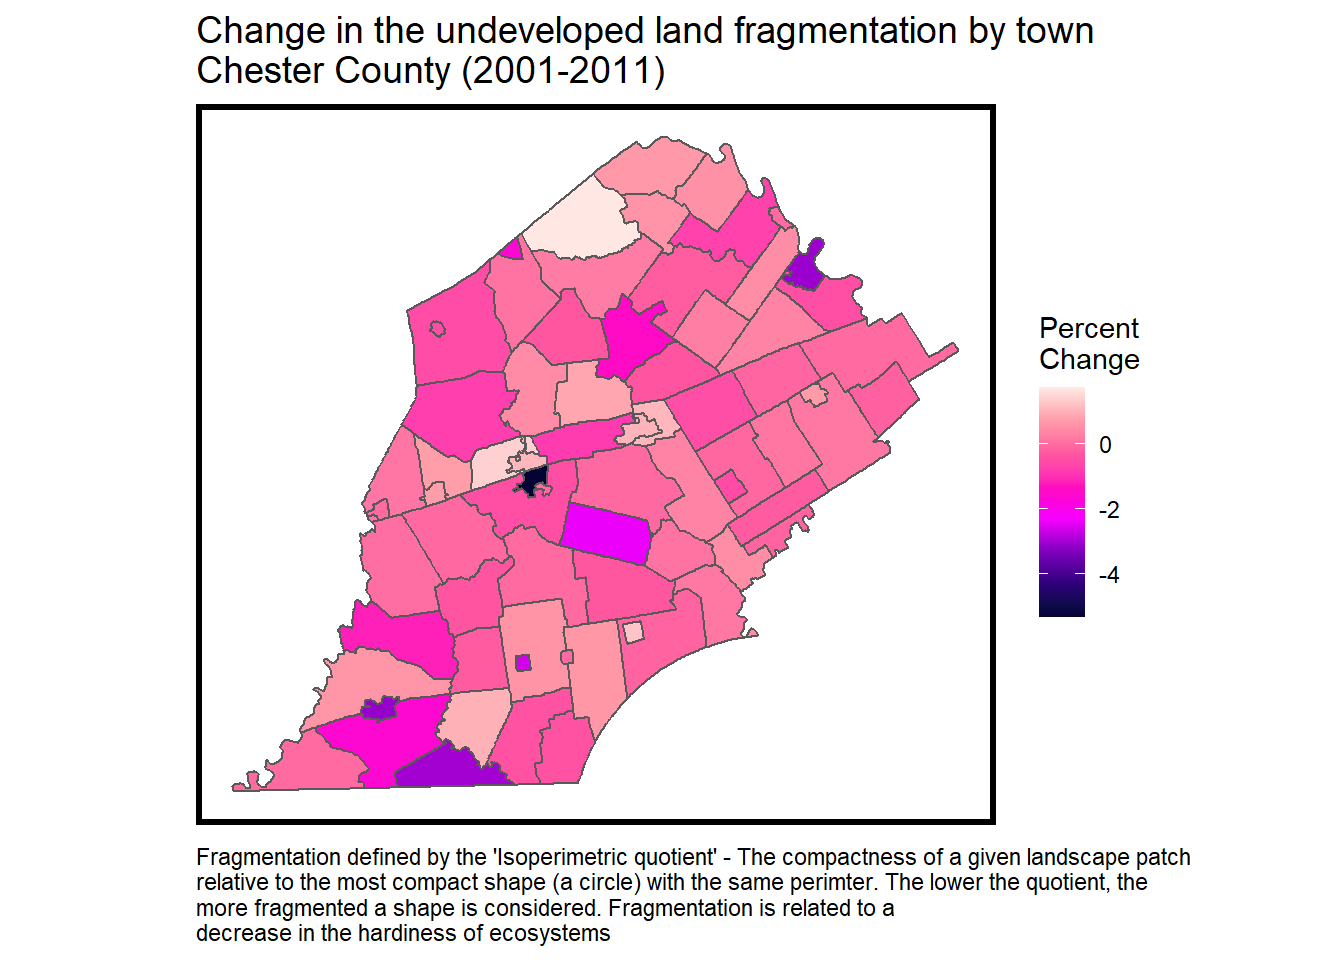 Change in the undeveloped land fragmentation by town
Chester County (2001-2011)
Percent
Change
0
-2
-4
Fragmentation defined by the 'Isoperimetric quotient' - The compactness of a given landscape patch
relative to the most compact shape (a circle) with the same perimter. The lower the quotient, the
more fragmented a shape is considered. Fragmentation is related to a
decrease in the hardiness of ecosystems